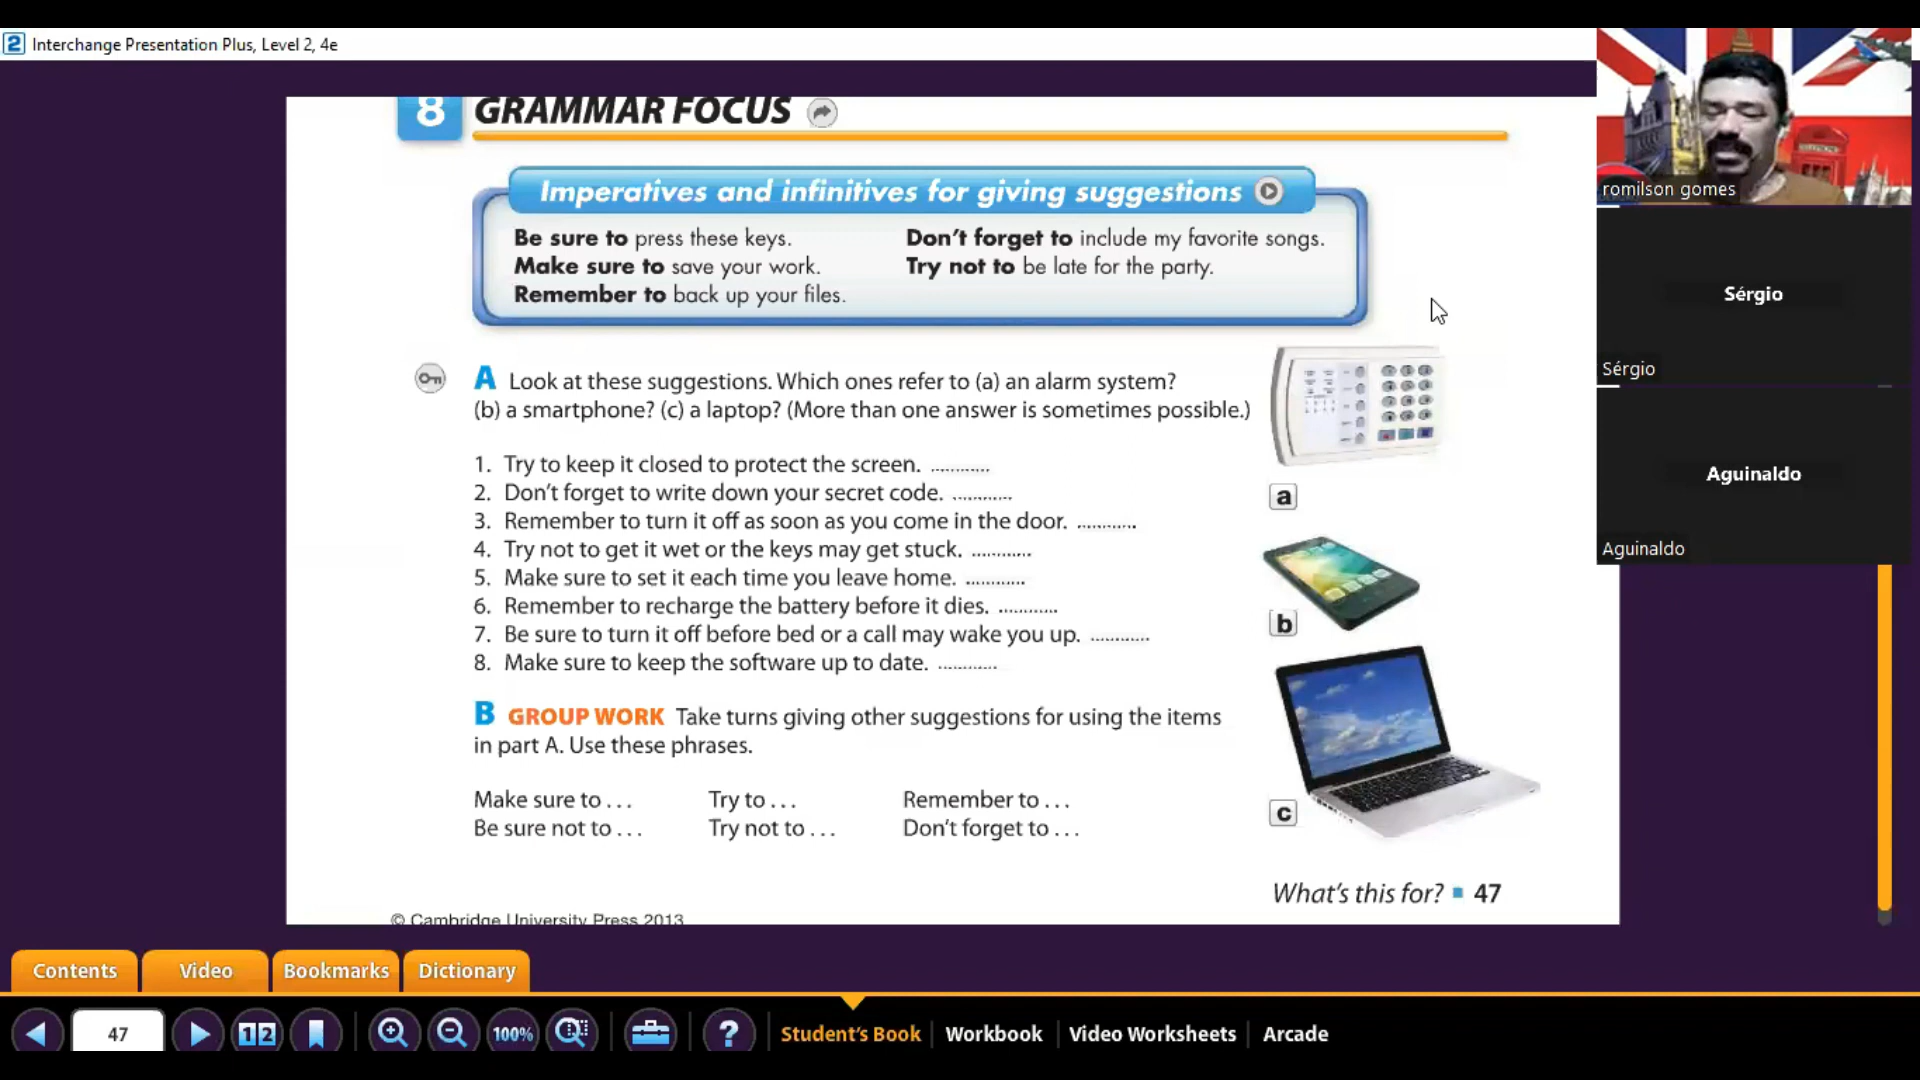 2 Interchange Presentation Plus, Level 2, 4e
8 GRAMMAR FOCUS
Imperatives and infinitives for giving suggestions
Be sure to press these keys.
Make sure to save your work.
Remember to back up your files.
Don't forget to include my favorite songs.
Try not to be late for the party.
A Look at these suggestions. Which ones refer to (a) an alarm system?
(b) a smartphone? (c) a laptop? (More than one answer is sometimes possible.)
1. Try to keep it closed to protect the screen. ............
2. Don't forget to write down your secret code. ............
3. Remember to turn it off as soon as you come in the door. ............
4. Try not to get it wet or the keys may get stuck. ............
5. Make sure to set it each time you leave home. ............
6. Remember to recharge the battery before it dies. ............
7. Be sure to turn it off before bed or a call may wake you up. ............
8. Make sure to keep the software up to date. ............
a
b
c
B GROUP WORK Take turns giving other suggestions for using the items
in part A. Use these phrases.
Make sure to . . . Try to . . . Remember to . . .
Be sure not to . . . Try not to . . . Don't forget to . . .
What's this for? ▪ 47
© Cambridge University Press 2013
romilson gomes
Sérgio
Sérgio
Aguinaldo
Aguinaldo
Contents Video Bookmarks Dictionary
47 12 100% ? Student's Book Workbook Video Worksheets Arcade